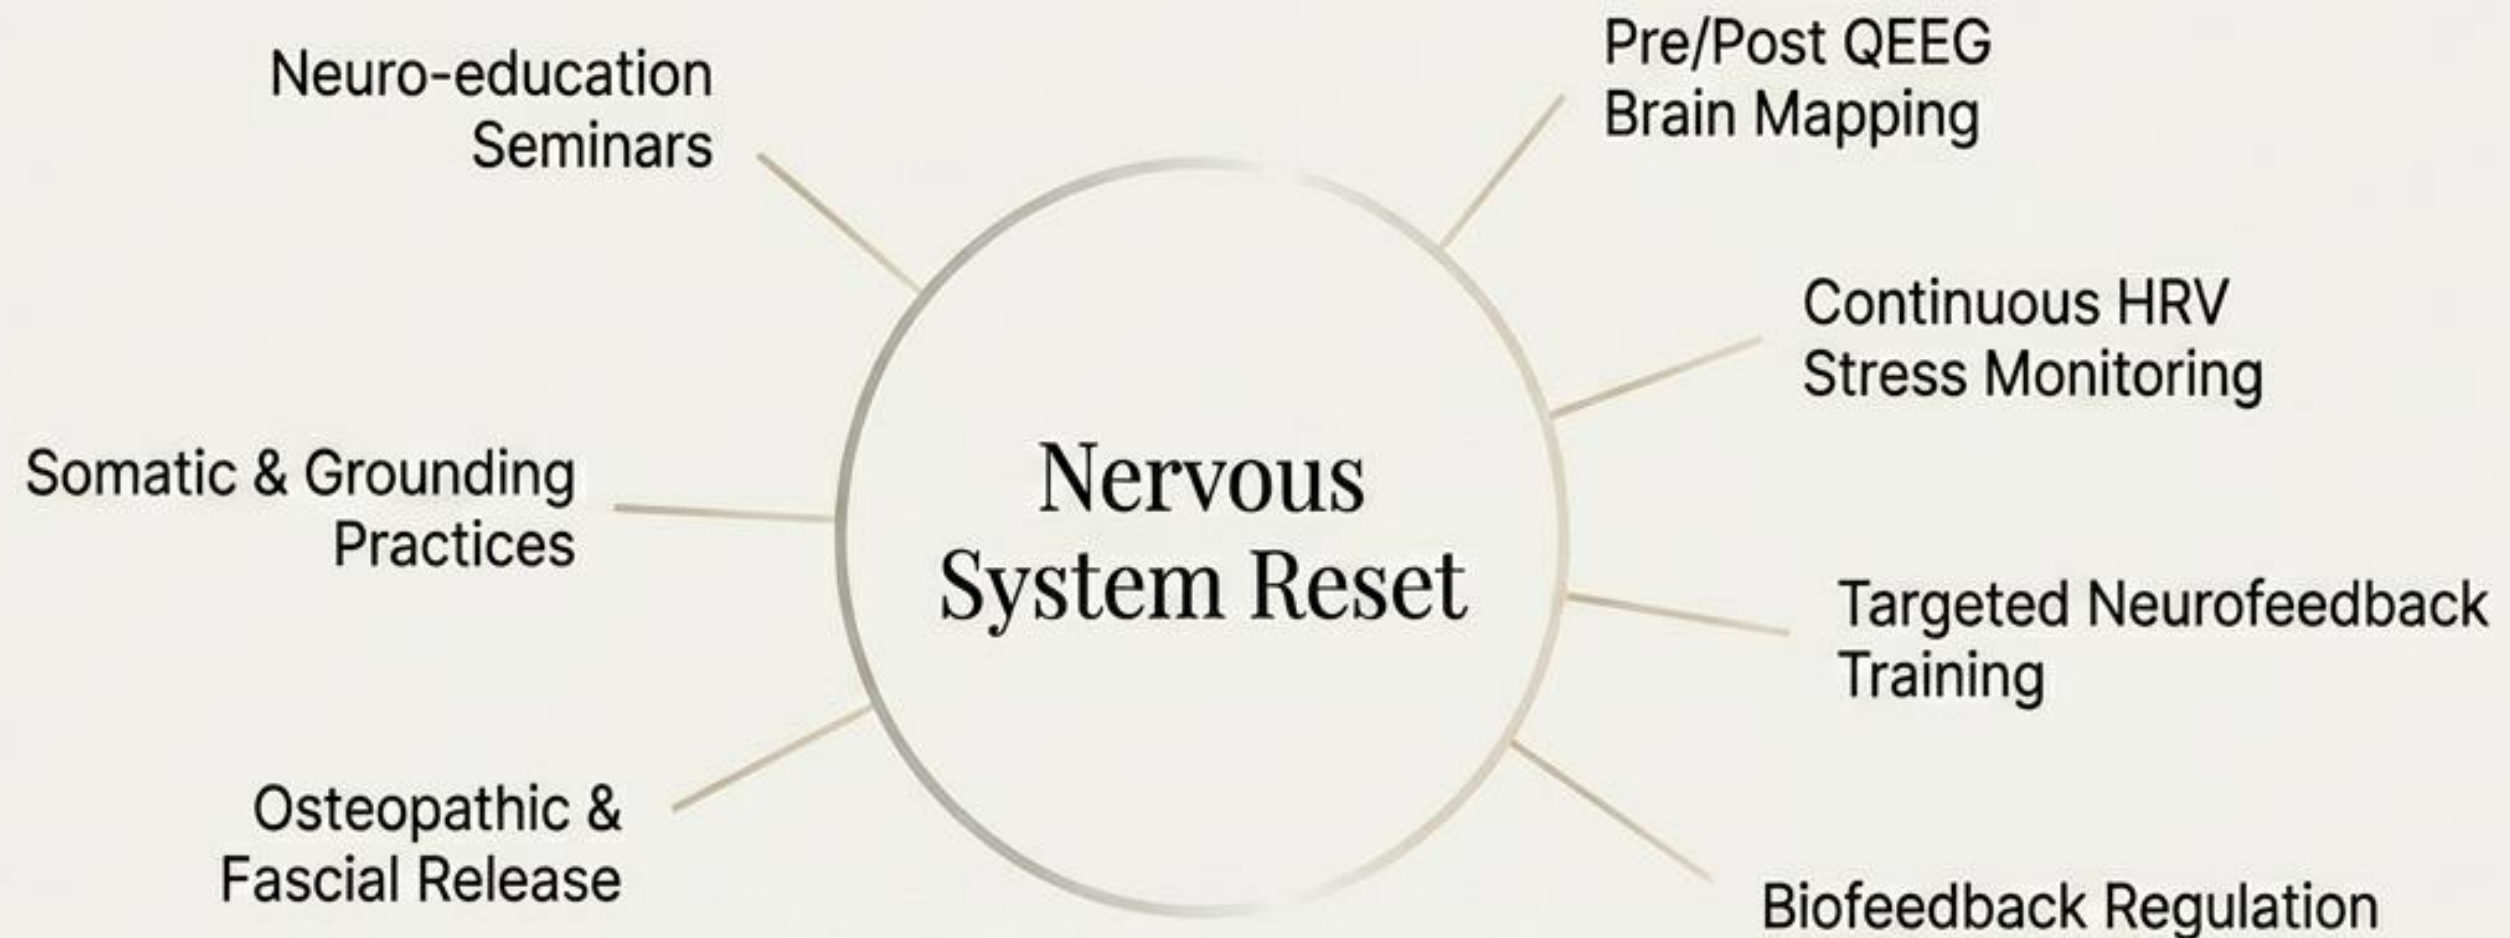 Neuro-education
Seminars
Somatic & Grounding
Practices
Osteopathic &
Fascial Release
Nervous
System Reset
Pre/Post QEEG
Brain Mapping
Continuous HRV
Stress Monitoring
Targeted Neurofeedback
Training
Biofeedback Regulation